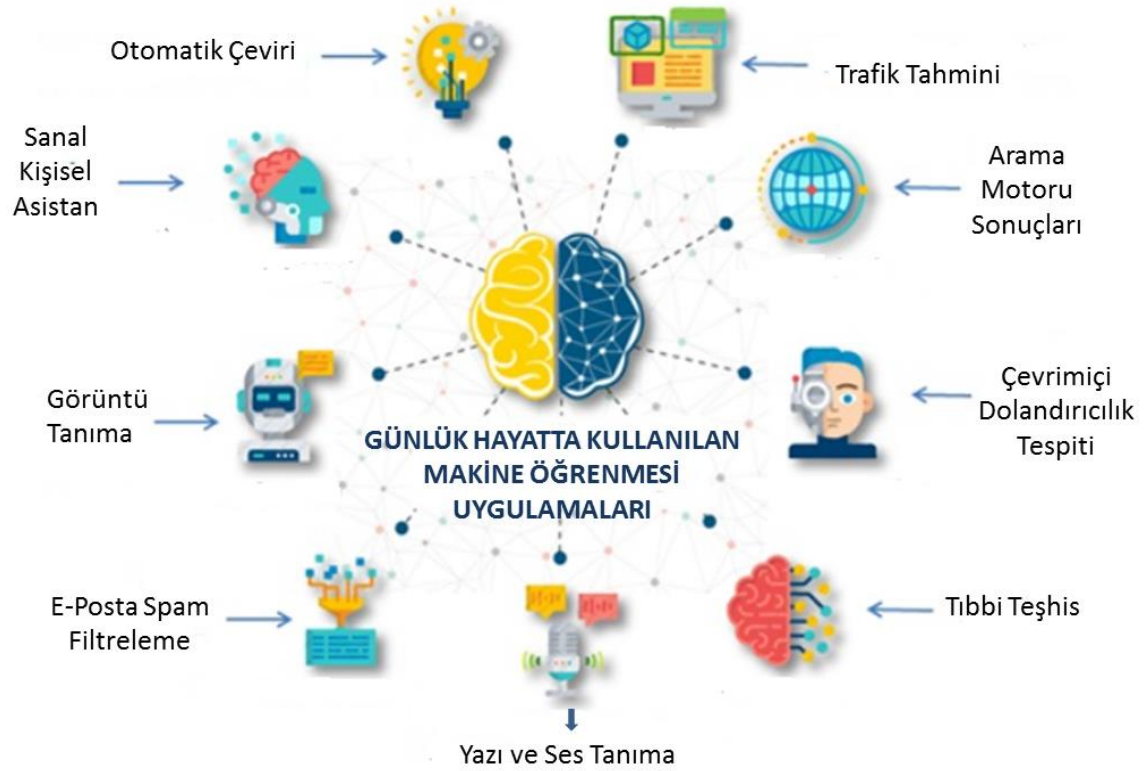 Otomatik Çeviri
Trafik Tahmini
Sanal
Kişisel
Asistan
Arama
Motoru
Sonuçları
Görüntü
Tanıma
Çevrimiçi
Dolandırıcılık
Tespiti
GÜNLÜK HAYATTA KULLANILAN
MAKİNE ÖĞRENMESİ
UYGULAMALARI
E-Posta Spam
Filtreleme
Tıbbi Teşhis
Yazı ve Ses Tanıma